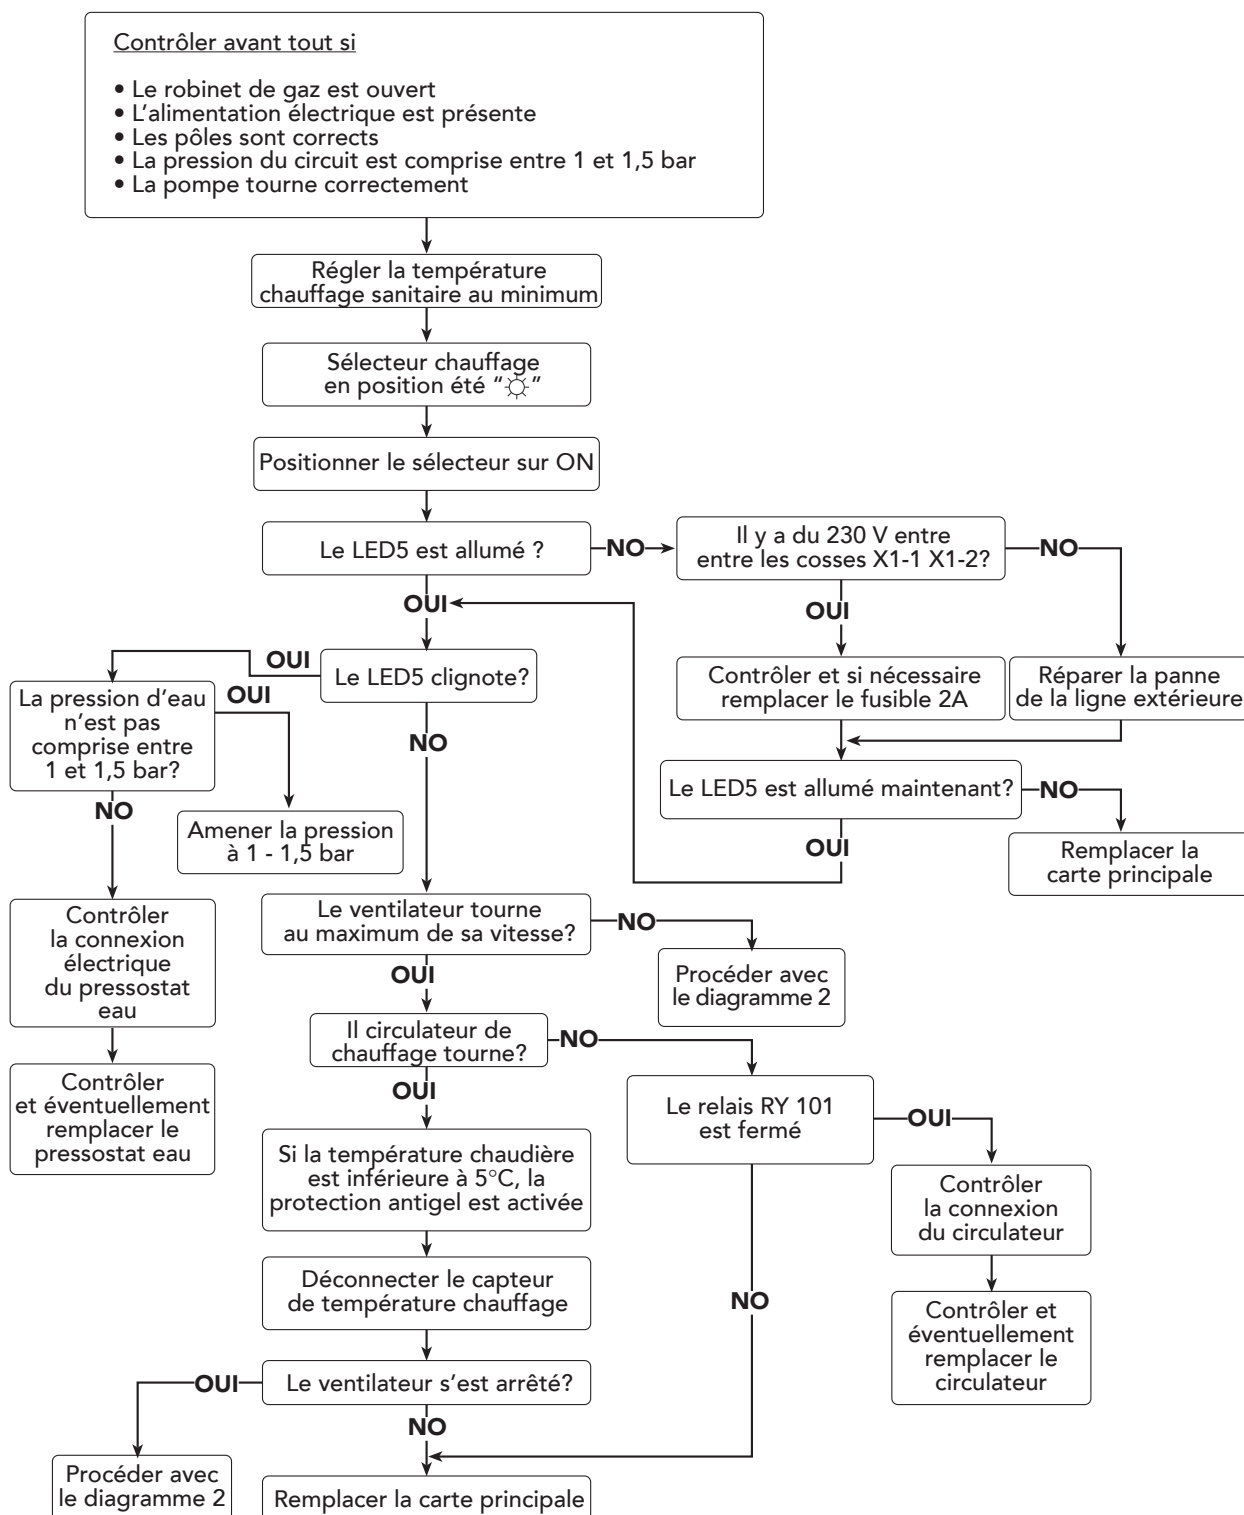 Contrôler avant tout si
• Le robinet de gaz est ouvert
• L'alimentation électrique est présente
• Les pôles sont corrects
• La pression du circuit est comprise entre 1 et 1,5 bar
• La pompe tourne correctement
Régler la température
chauffage sanitaire au minimum
Sélecteur chauffage
en position été “☼”
Positionner le sélecteur sur ON
Le LED5 est allumé ?
NO
Il y a du 230 V entre
entre les cosses X1-1 X1-2?
NO
OUI
OUI
Contrôler et si nécessaire
remplacer le fusible 2A
Réparer la panne
de la ligne extérieure
Le LED5 clignote?
OUI
La pression d'eau
n'est pas
comprise entre
1 et 1,5 bar?
OUI
NO
NO
Le LED5 est allumé maintenant?
NO
OUI
Amener la pression
à 1 - 1,5 bar
Remplacer la
carte principale
Contrôler
la connexion
électrique
du pressostat
eau
Le ventilateur tourne
au maximum de sa vitesse?
NO
OUI
Procéder avec
le diagramme 2
Il circulateur de
chauffage tourne?
NO
OUI
Contrôler
et éventuellement
remplacer le
pressostat eau
Le relais RY 101
est fermé
OUI
Si la température chaudière
est inférieure à 5°C, la
protection antigel est activée
Contrôler
la connexion
du circulateur
Déconnecter le capteur
de température chauffage
NO
Contrôler et
éventuellement
remplacer le
circulateur
Le ventilateur s'est arrêté?
OUI
NO
Procéder avec
le diagramme 2
Remplacer la carte principale